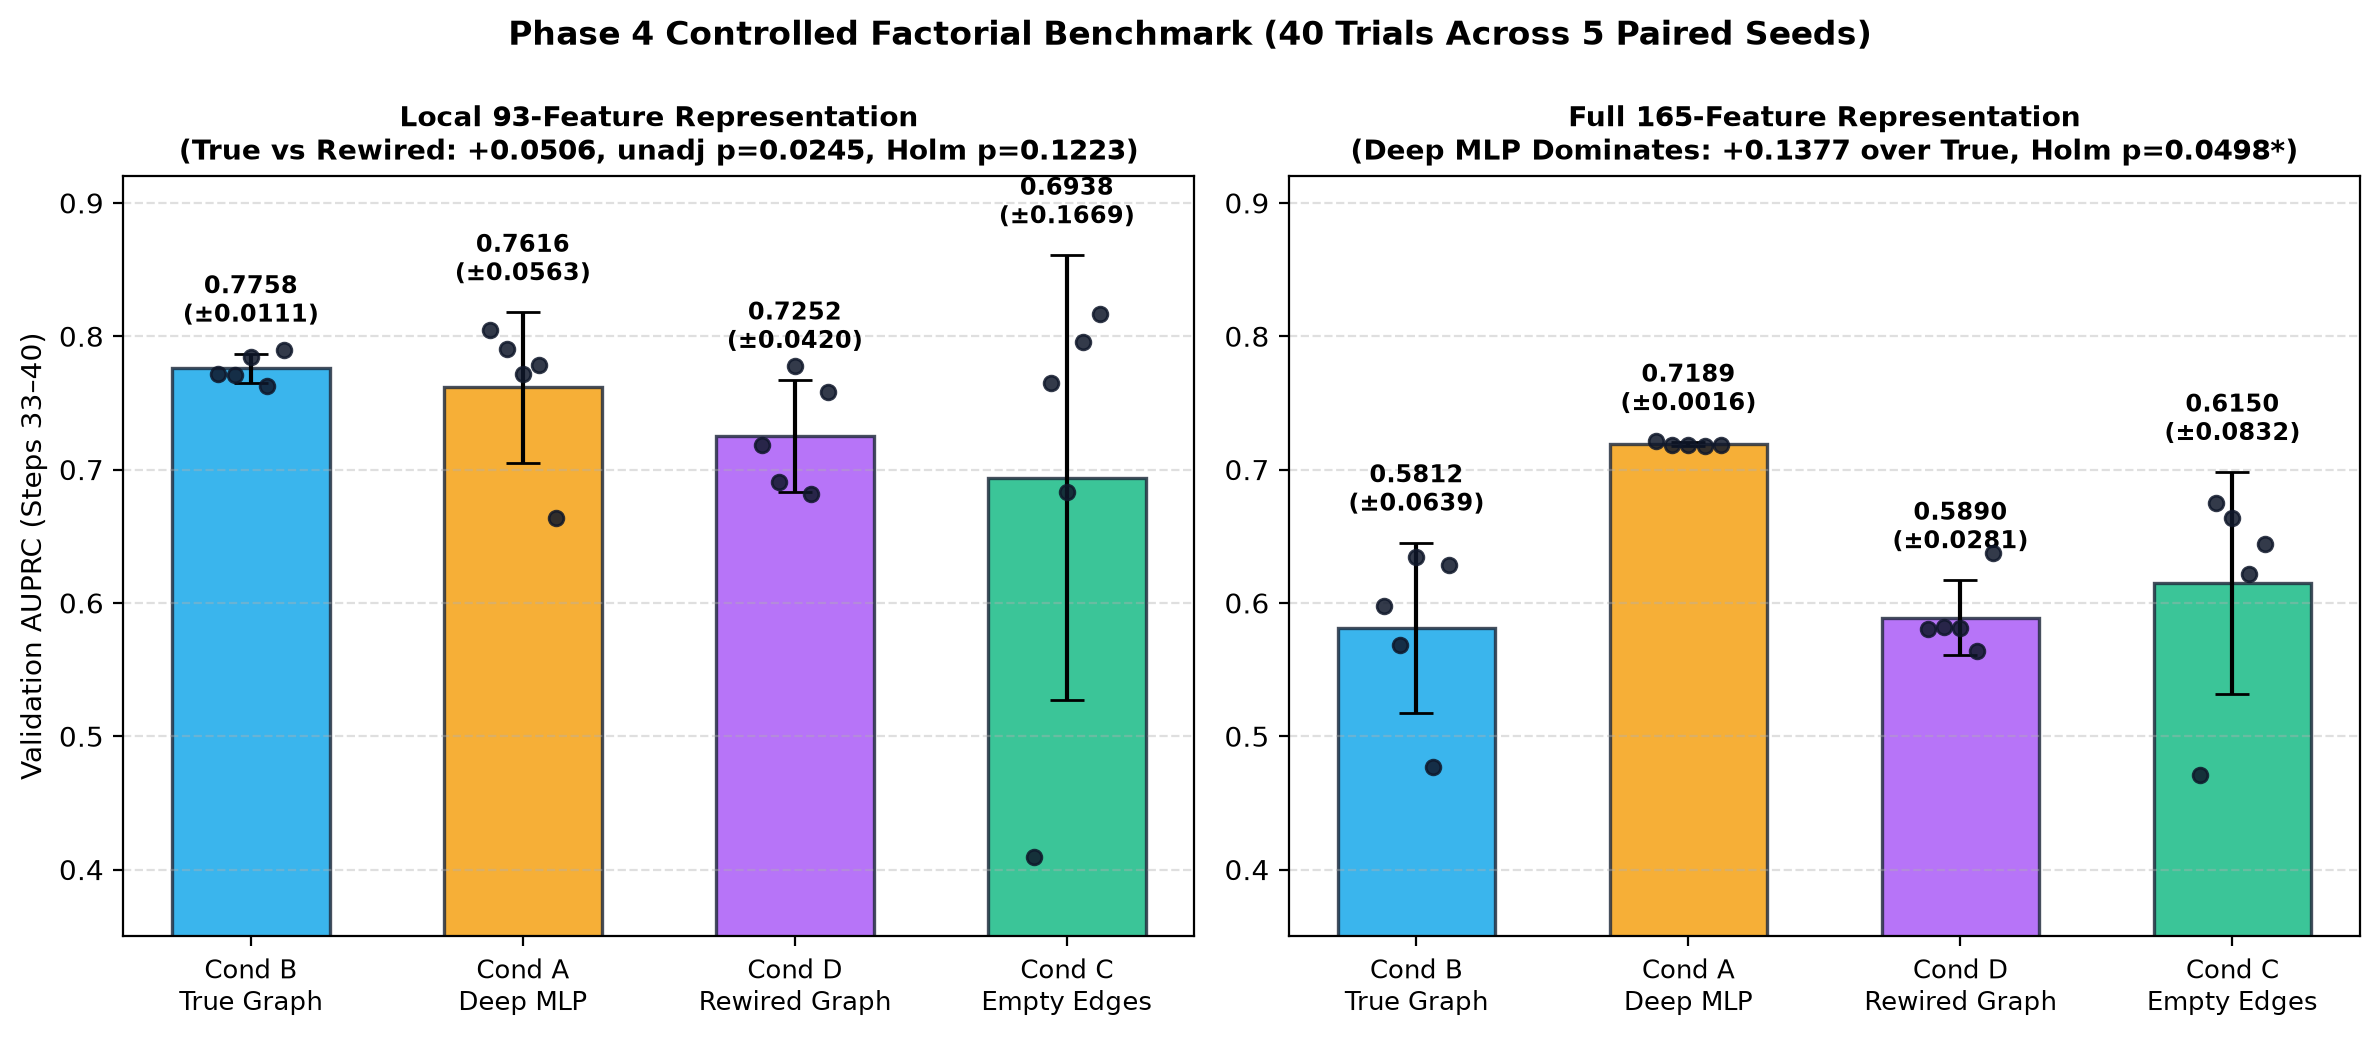 Phase 4 Controlled Factorial Benchmark (40 Trials Across 5 Paired Seeds)
Local 93-Feature Representation
(True vs Rewired: +0.0506, unadj p=0.0245, Holm p=0.1223)
Validation AUPRC (Steps 33–40)
0.9
0.8
0.7
0.6
0.5
0.4
0.7758
(±0.0111)
0.7616
(±0.0563)
0.7252
(±0.0420)
0.6938
(±0.1669)
Cond B
True Graph
Cond A
Deep MLP
Cond D
Rewired Graph
Cond C
Empty Edges
Full 165-Feature Representation
(Deep MLP Dominates: +0.1377 over True, Holm p=0.0498*)
0.9
0.8
0.7
0.6
0.5
0.4
0.5812
(±0.0639)
0.7189
(±0.0016)
0.5890
(±0.0281)
0.6150
(±0.0832)
Cond B
True Graph
Cond A
Deep MLP
Cond D
Rewired Graph
Cond C
Empty Edges